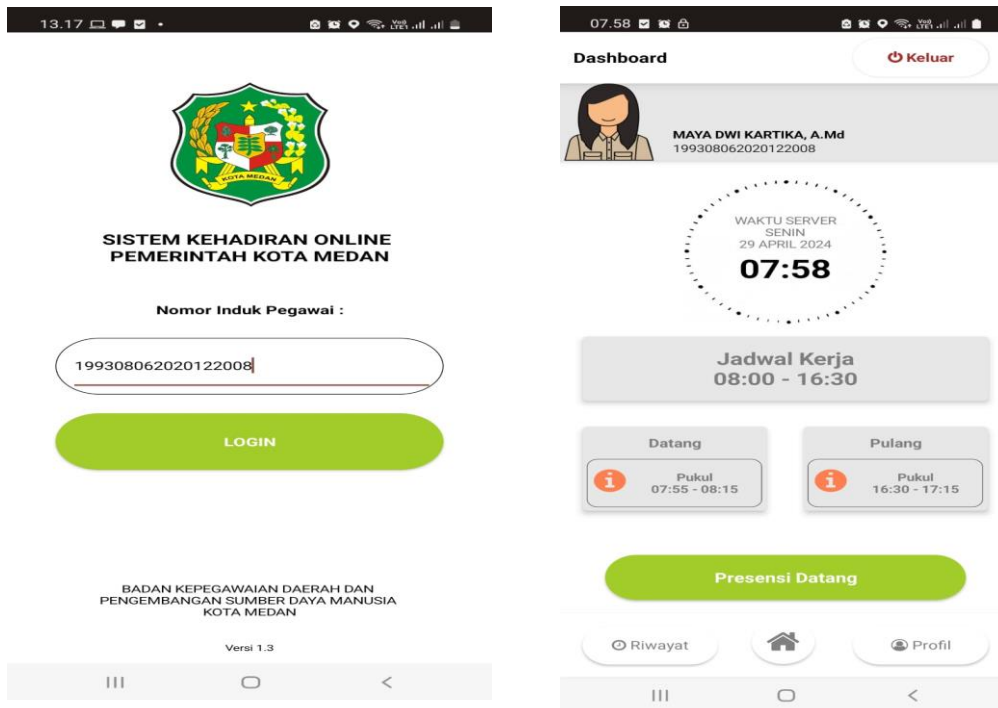 13.17
KOTA MEDAN
SISTEM KEHADIRAN ONLINE
PEMERINTAH KOTA MEDAN
Nomor Induk Pegawai :
199308062020122008
LOGIN
BADAN KEPEGAWAIAN DAERAH DAN
PENGEMBANGAN SUMBER DAYA MANUSIA
KOTA MEDAN
Versi 1.3
07.58
Dashboard
Keluar
MAYA DWI KARTIKA, A.Md
199308062020122008
WAKTU SERVER
SENIN
29 APRIL 2024
07:58
Jadwal Kerja
08:00 - 16:30
Datang
Pukul
07:55 - 08:15
Pulang
Pukul
16:30 - 17:15
Presensi Datang
Riwayat
Profil